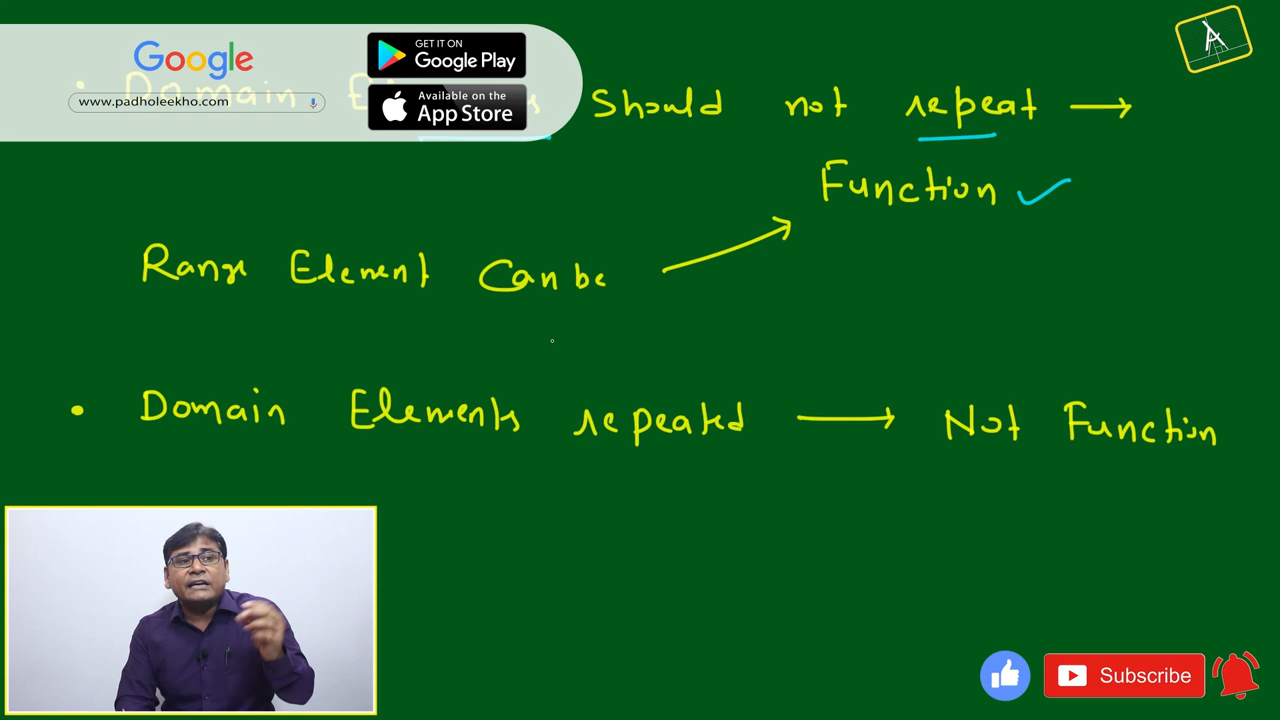 Google
www.padholeekho.com
GET IT ON
Google Play
Available on the
App Store
• Domain should not repeat →
Function ✓
Range Element Can be
• Domain Elements repeated → Not Function
Subscribe